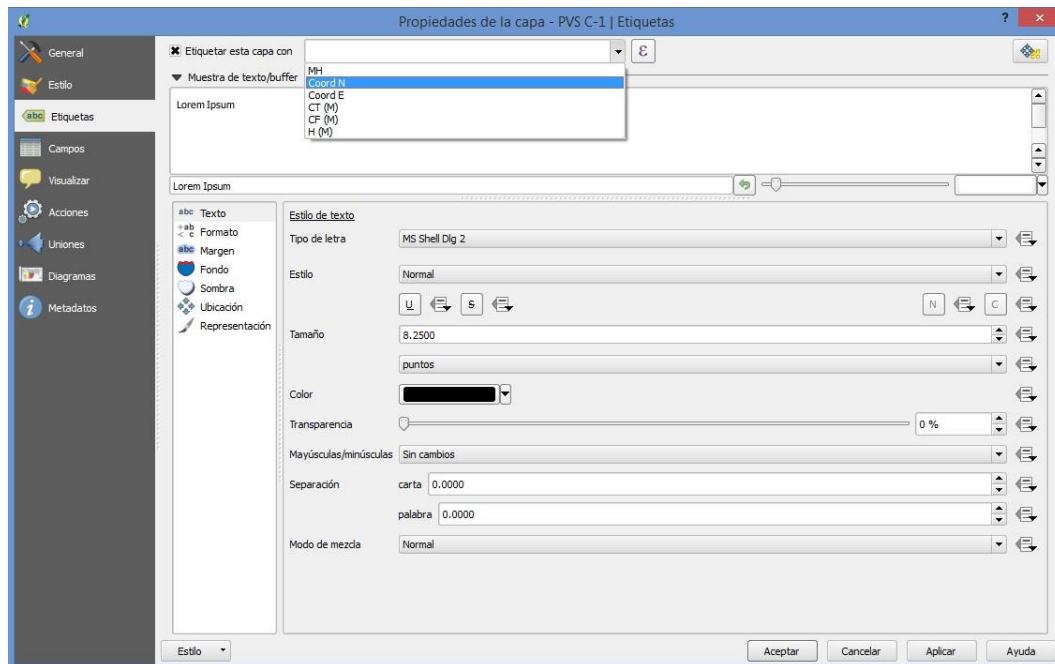 Propiedades de la capa - PVS C-1 | Etiquetas
?
General
Estilo
abc Etiquetas
Campos
Visualizar
Acciones
Uniones
Diagramas
Metadatos
Etiquetar esta capa con
ε
MH
Coord N
Coord E
CT (M)
CF (M)
H (M)
Muestra de texto/buffer
Lorem Ipsum
Lorem Ipsum
abc Texto
+ab < c Formato
abc Margen
Fondo
Sombra
Ubicación
Representación
Estilo de texto
Tipo de letra MS Shell Dlg 2
Estilo Normal
U S N C
Tamaño 8.2500
puntos
Color
Transparencia 0 %
Mayúsculas/minúsculas Sin cambios
Separación carta 0.0000
palabra 0.0000
Modo de mezcla Normal
Estilo Aceptar Cancelar Aplicar Ayuda